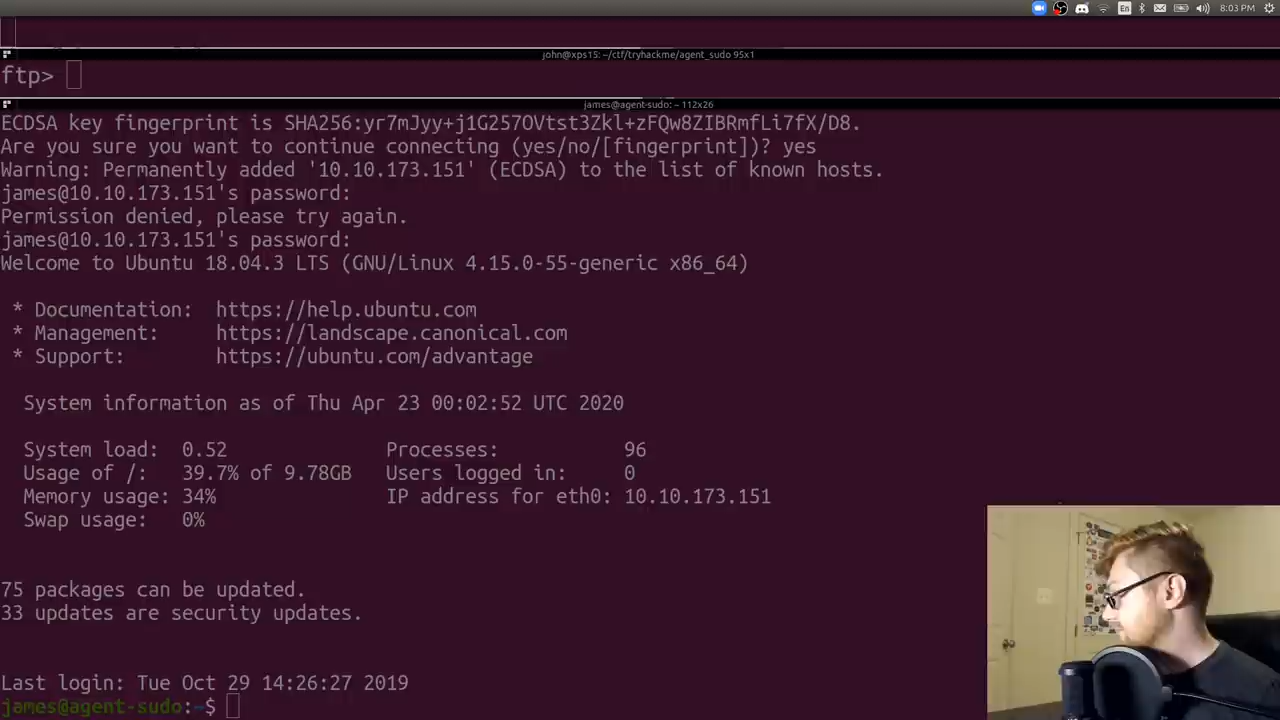 En 8:03 PM
john@xps15: ~/ctf/tryhackme/agent_sudo 95x1
ftp>
james@agent-sudo: ~ 112x26
ECDSA key fingerprint is SHA256:yr7mJyy+j1G257OVtst3Zkl+zFQw8ZIBRmfLi7fX/D8.
Are you sure you want to continue connecting (yes/no/[fingerprint])? yes
Warning: Permanently added '10.10.173.151' (ECDSA) to the list of known hosts.
james@10.10.173.151's password:
Permission denied, please try again.
james@10.10.173.151's password:
Welcome to Ubuntu 18.04.3 LTS (GNU/Linux 4.15.0-55-generic x86_64)
* Documentation: https://help.ubuntu.com
* Management: https://landscape.canonical.com
* Support: https://ubuntu.com/advantage
System information as of Thu Apr 23 00:02:52 UTC 2020
System load: 0.52 Processes: 96
Usage of /: 39.7% of 9.78GB Users logged in: 0
Memory usage: 34% IP address for eth0: 10.10.173.151
Swap usage: 0%
75 packages can be updated.
33 updates are security updates.
Last login: Tue Oct 29 14:26:27 2019
james@agent-sudo:~$